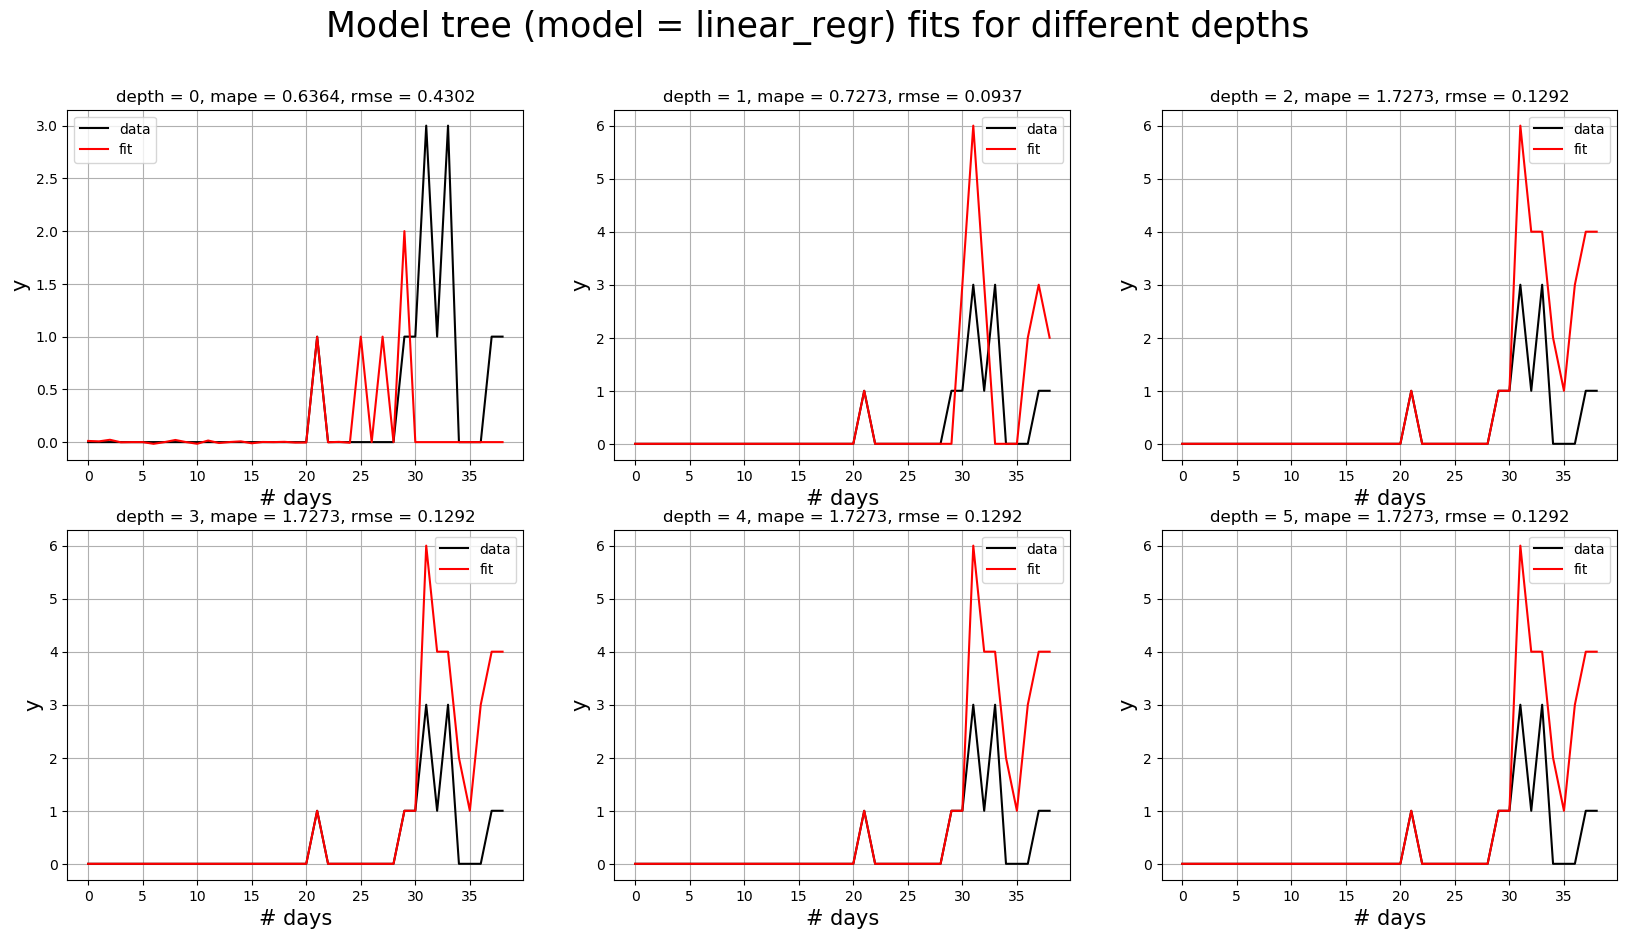 Model tree (model = linear_regr) fits for different depths
depth = 0, mape = 0.6364, rmse = 0.4302
data
fit
3.0
2.5
2.0
1.5
1.0
0.5
0.0
y
0 5 10 15 20 25 30 35
# days
depth = 1, mape = 0.7273, rmse = 0.0937
data
fit
6
5
4
3
2
1
0
y
0 5 10 15 20 25 30 35
# days
depth = 2, mape = 1.7273, rmse = 0.1292
data
fit
6
5
4
3
2
1
0
y
0 5 10 15 20 25 30 35
# days
depth = 3, mape = 1.7273, rmse = 0.1292
data
fit
6
5
4
3
2
1
0
y
0 5 10 15 20 25 30 35
# days
depth = 4, mape = 1.7273, rmse = 0.1292
data
fit
6
5
4
3
2
1
0
y
0 5 10 15 20 25 30 35
# days
depth = 5, mape = 1.7273, rmse = 0.1292
data
fit
6
5
4
3
2
1
0
y
0 5 10 15 20 25 30 35
# days